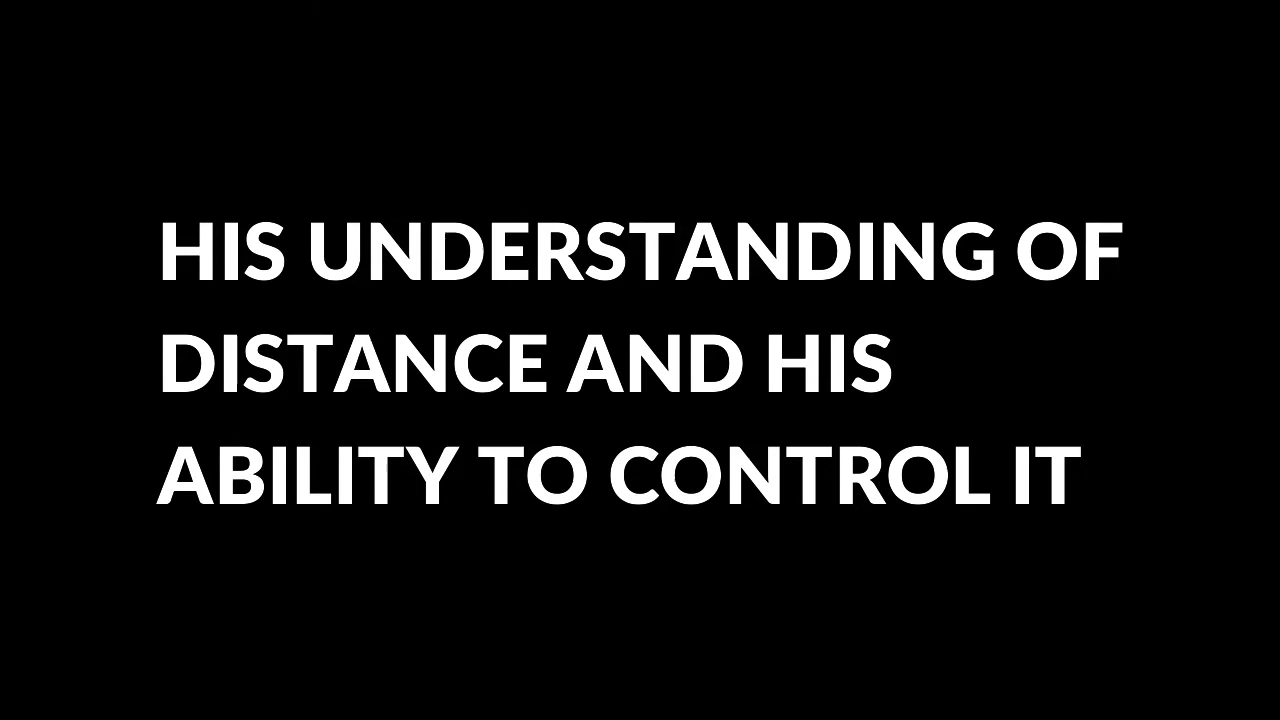 HIS UNDERSTANDING OF
DISTANCE AND HIS
ABILITY TO CONTROL IT